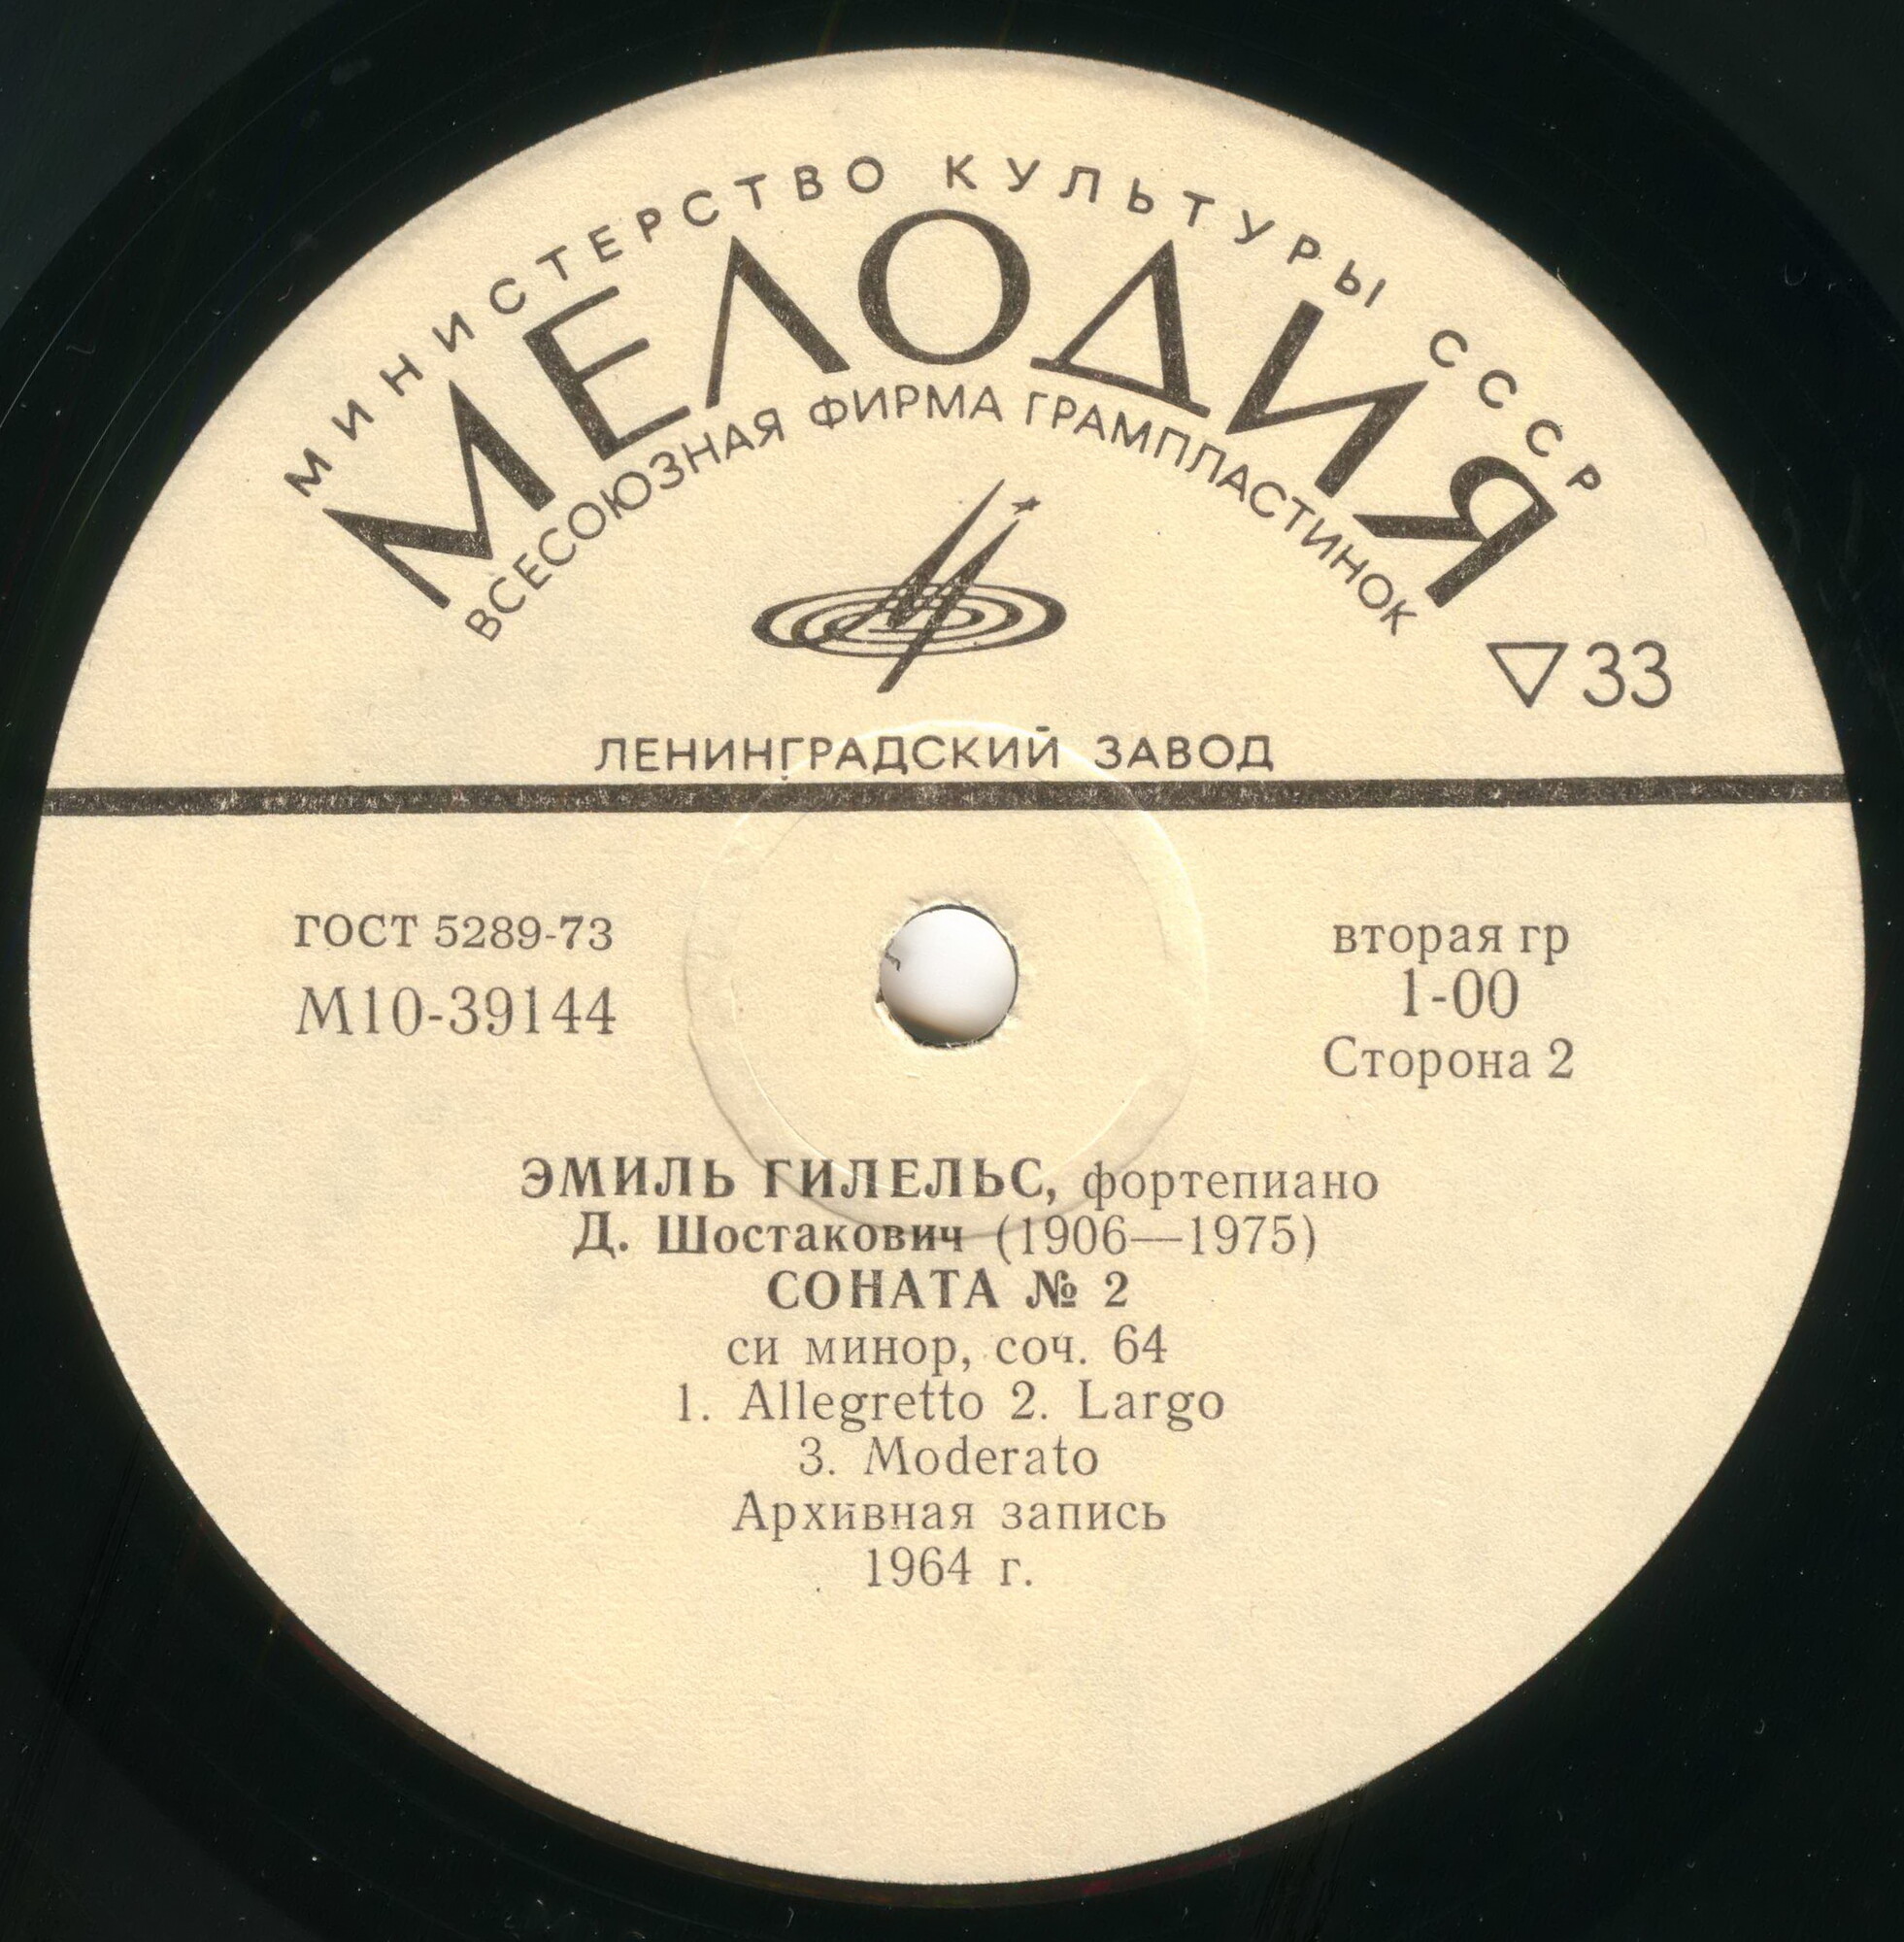 МИНИСТЕРСТВО КУЛЬТУРЫ СССР
МЕЛОДИЯ
ВСЕСОЮЗНАЯ ФИРМА ГРАМПЛАСТИНОК
▽33
ЛЕНИНГРАДСКИЙ ЗАВОД
ГОСТ 5289-73
М10-39144
вторая гр
1-00
Сторона 2
ЭМИЛЬ ГИЛЕЛЬС, фортепиано
Д. Шостакович (1906—1975)
СОНАТА № 2
си минор, соч. 64
1. Allegretto 2. Largo
3. Moderato
Архивная запись
1964 г.